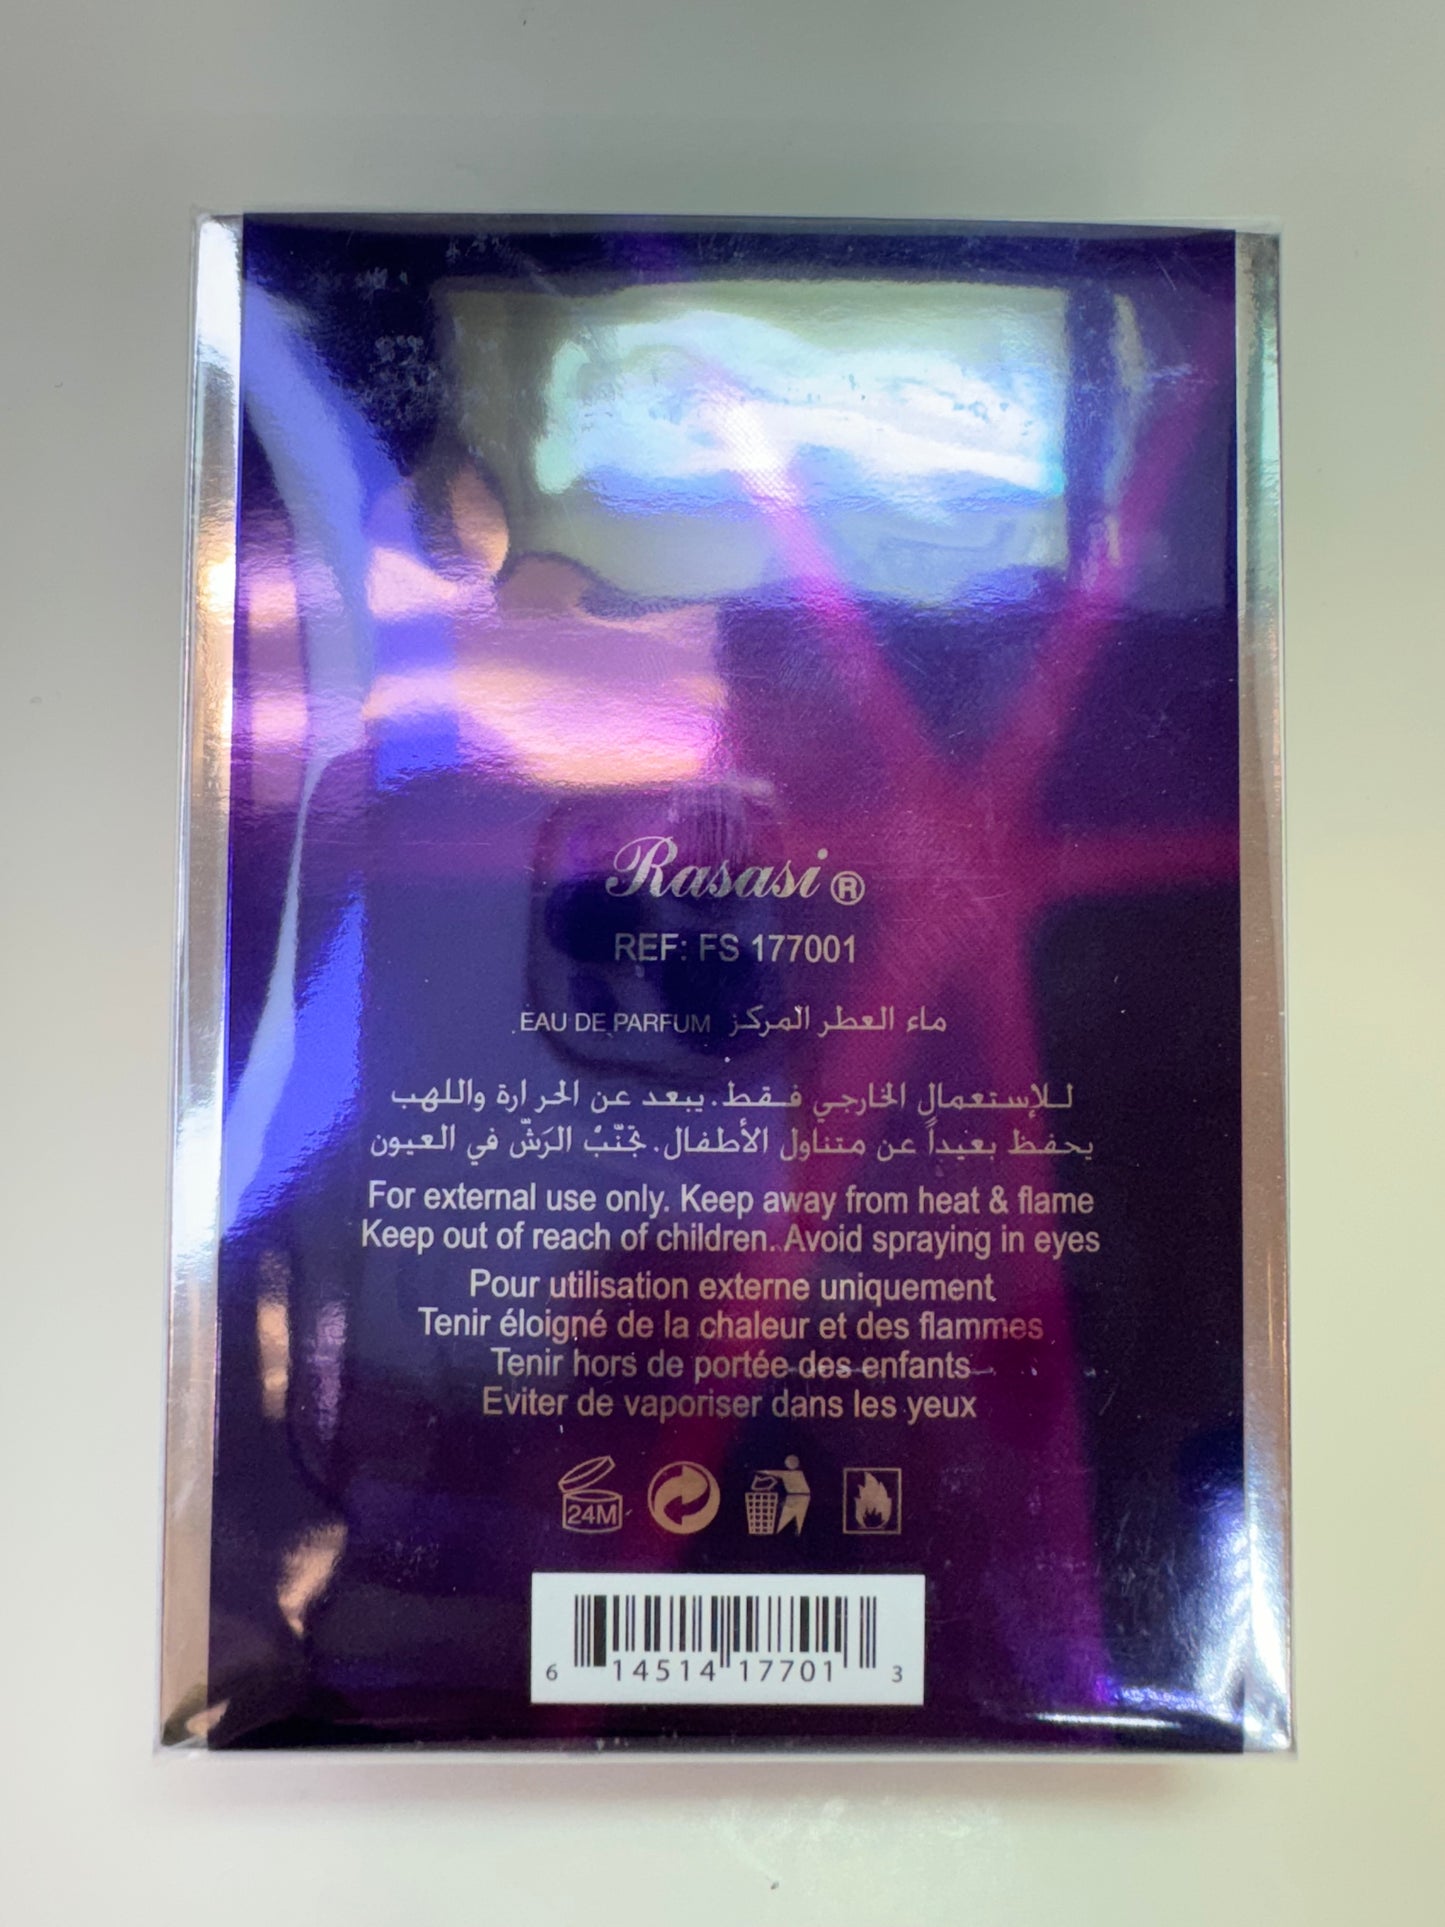 Rasasi ®
REF: FS 177001
EAU DE PARFUM ماء العطر المركز
للإستعمال الخارجي فقط. يبعد عن الحرارة واللهب
يحفظ بعيداً عن متناول الأطفال. تجنّب الرَشّ في العيون
For external use only. Keep away from heat & flame
Keep out of reach of children. Avoid spraying in eyes
Pour utilisation externe uniquement
Tenir éloigné de la chaleur et des flammes
Tenir hors de portée des enfants
Eviter de vaporiser dans les yeux
24M
6 14514 17701 3